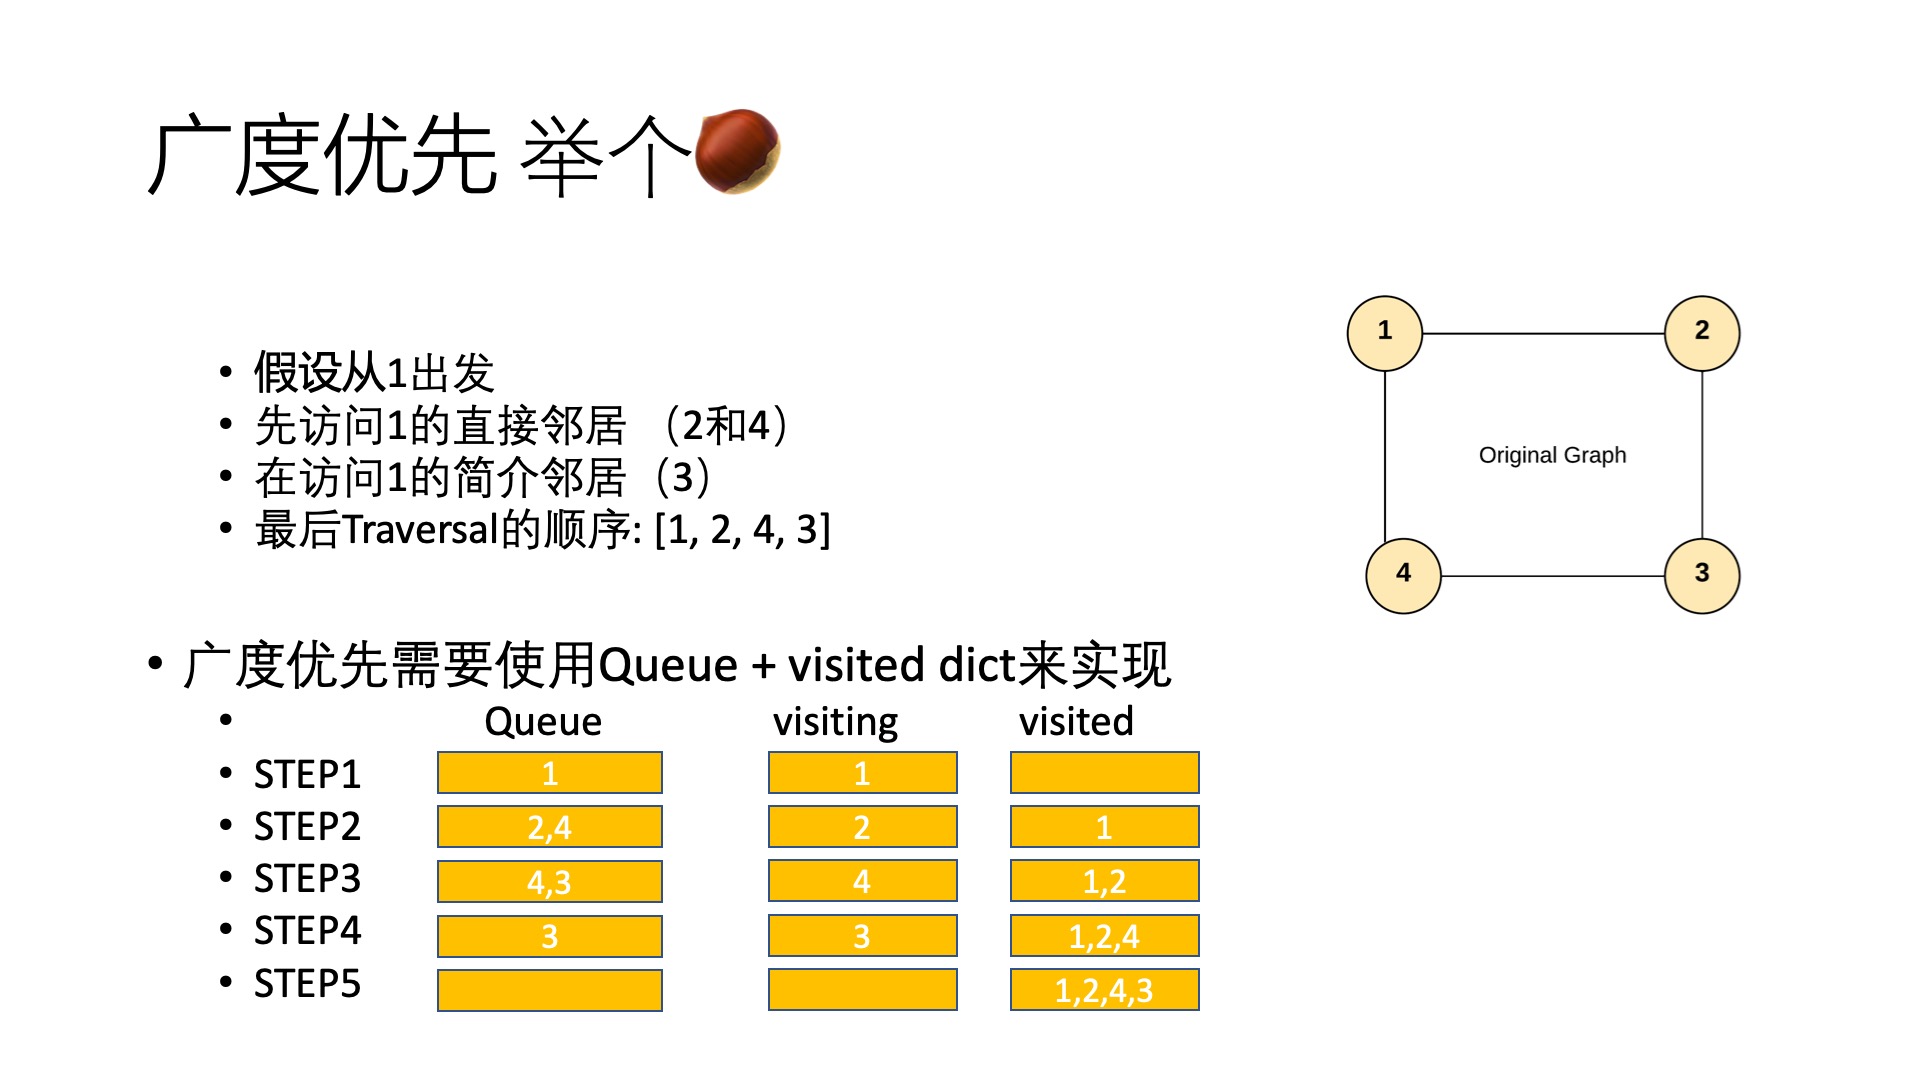 广度优先 举个🌰
假设从1出发
先访问1的直接邻居 （2和4）
在访问1的简介邻居（3）
最后Traversal的顺序: [1, 2, 4, 3]
1
2
Original Graph
4
3
广度优先需要使用Queue + visited dict来实现
Queue visiting visited
STEP1 1 1
STEP2 2,4 2 1
STEP3 4,3 4 1,2
STEP4 3 3 1,2,4
STEP5 1,2,4,3